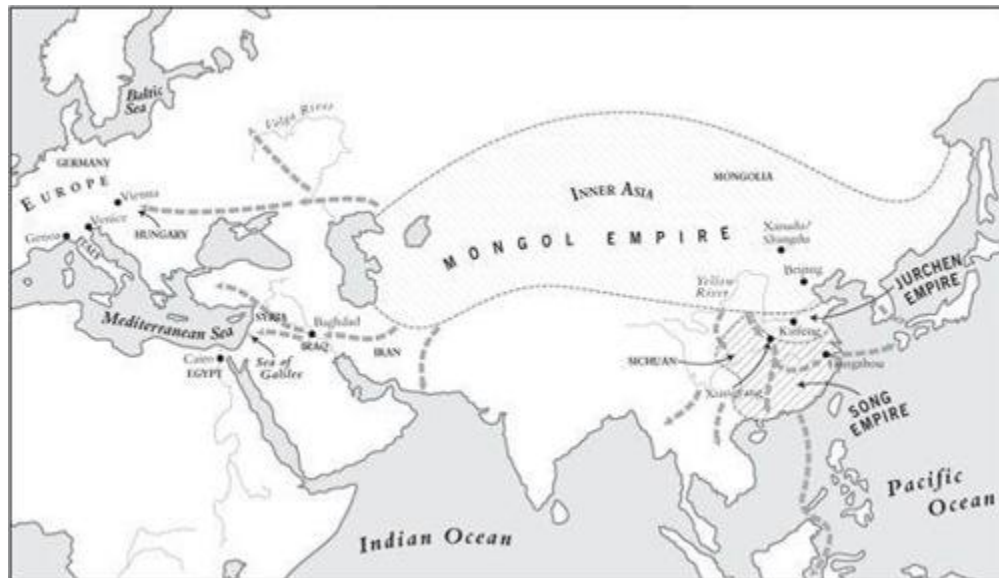 Baltic
Sea
Volga River
GERMANY
EUROPE
Vienna
Venice
Genoa
ITALY
HUNGARY
INNER ASIA
MONGOLIA
MONGOL EMPIRE
Xanadu/
Shangdu
Beijing
Yellow
River
JURCHEN
EMPIRE
Kaifeng
Mediterranean Sea
SYRIA
Baghdad
IRAQ
IRAN
Cairo
EGYPT
Sea of
Galilee
SICHUAN
Xiangyang
Hangzhou
SONG
EMPIRE
Pacific
Ocean
Indian Ocean